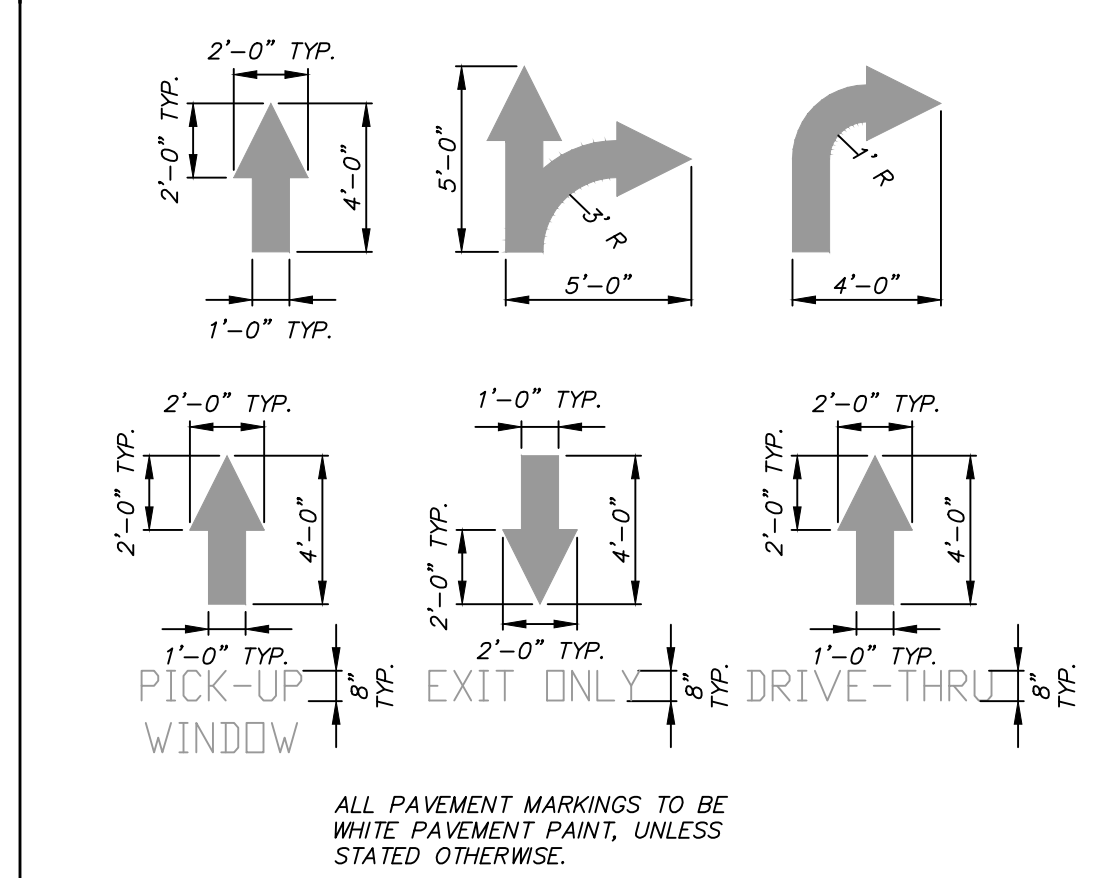 2'-0" TYP.
2'-0" TYP.
4'-0"
1'-0" TYP.
5'-0"
3' R
5'-0"
1' R
4'-0"
2'-0" TYP.
2'-0" TYP.
4'-0"
1'-0" TYP.
PICK-UP
WINDOW
8"
TYP.
1'-0" TYP.
2'-0" TYP.
4'-0"
2'-0" TYP.
EXIT ONLY
8"
TYP.
2'-0" TYP.
2'-0" TYP.
4'-0"
1'-0" TYP.
DRIVE-THRU
8"
TYP.
ALL PAVEMENT MARKINGS TO BE
WHITE PAVEMENT PAINT, UNLESS
STATED OTHERWISE.